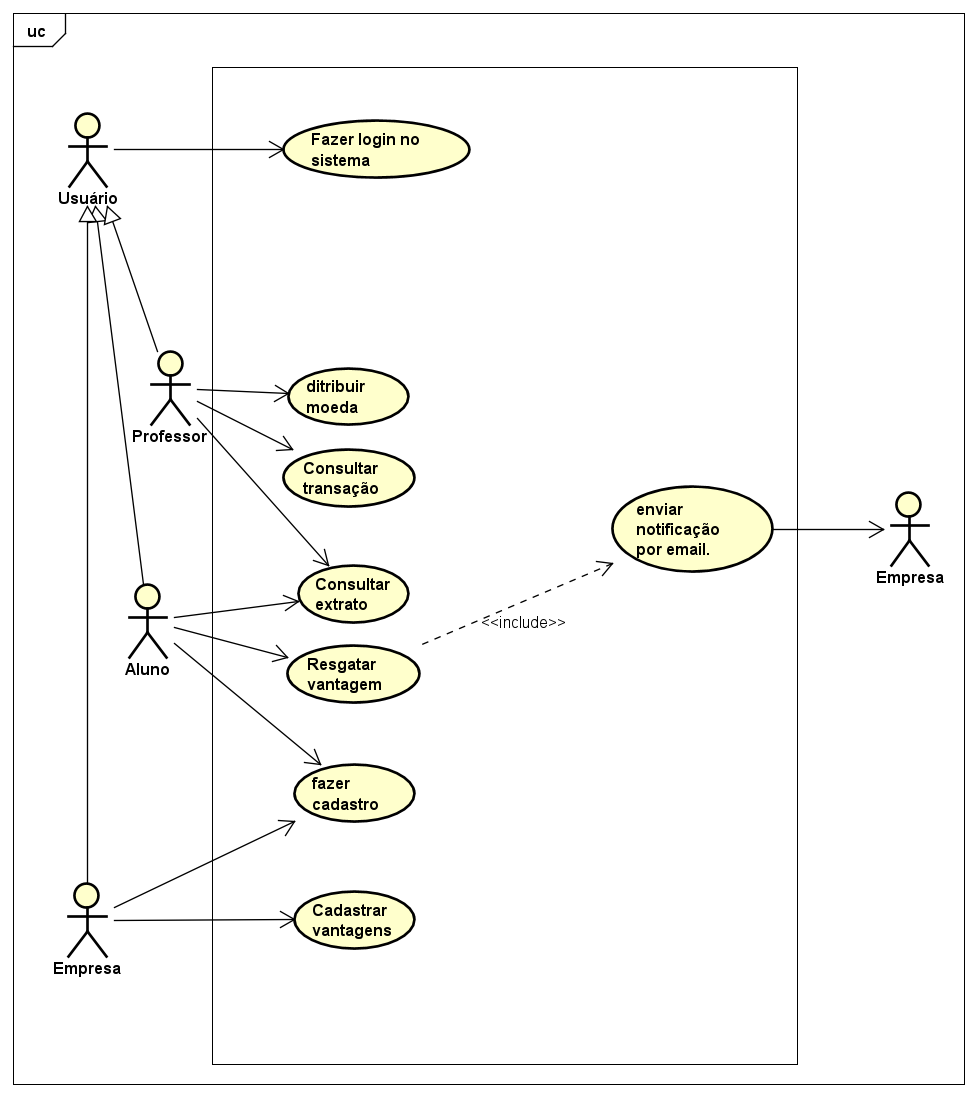 uc
Fazer login no
sistema
Usuário
ditribuir
moeda
Professor
Consultar
transação
enviar
notificação
por email.
Empresa
Consultar
extrato
<<include>>
Aluno
Resgatar
vantagem
fazer
cadastro
Cadastrar
vantagens
Empresa